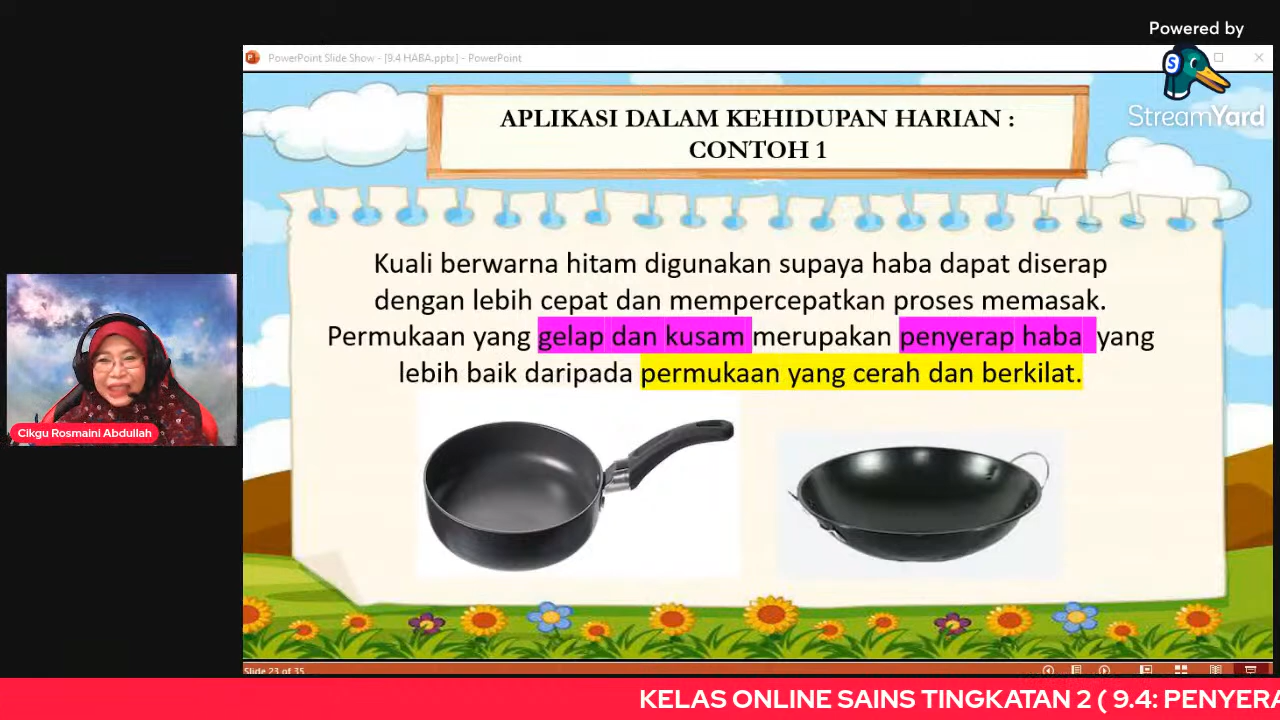 Powered by
StreamYard
PowerPoint Slide Show - [9.4 HABA.pptx] - PowerPoint
APLIKASI DALAM KEHIDUPAN HARIAN :
CONTOH 1
Kuali berwarna hitam digunakan supaya haba dapat diserap
dengan lebih cepat dan mempercepatkan proses memasak.
Permukaan yang gelap dan kusam merupakan penyerap haba yang
lebih baik daripada permukaan yang cerah dan berkilat.
Cikgu Rosmaini Abdullah
Slide 23 of 35
KELAS ONLINE SAINS TINGKATAN 2 ( 9.4: PENYERA